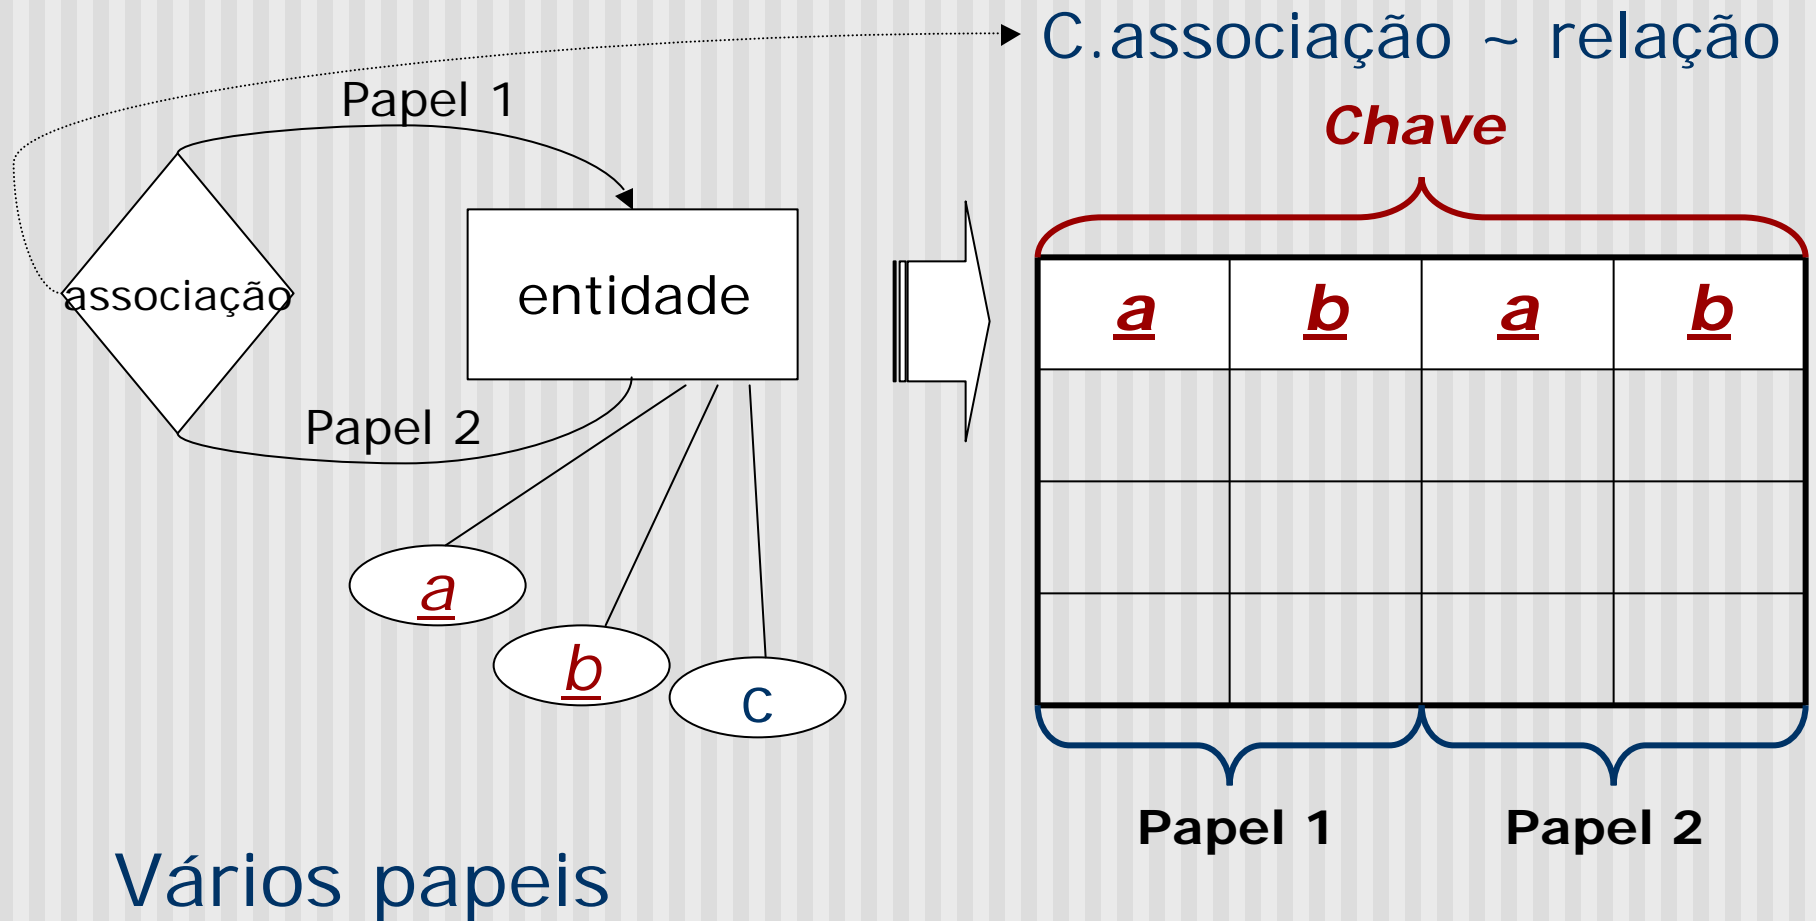 C.associação ~ relação
Papel 1
Chave
associação
entidade
a b a b
Papel 2
a
b
c
Papel 1 Papel 2
Vários papeis